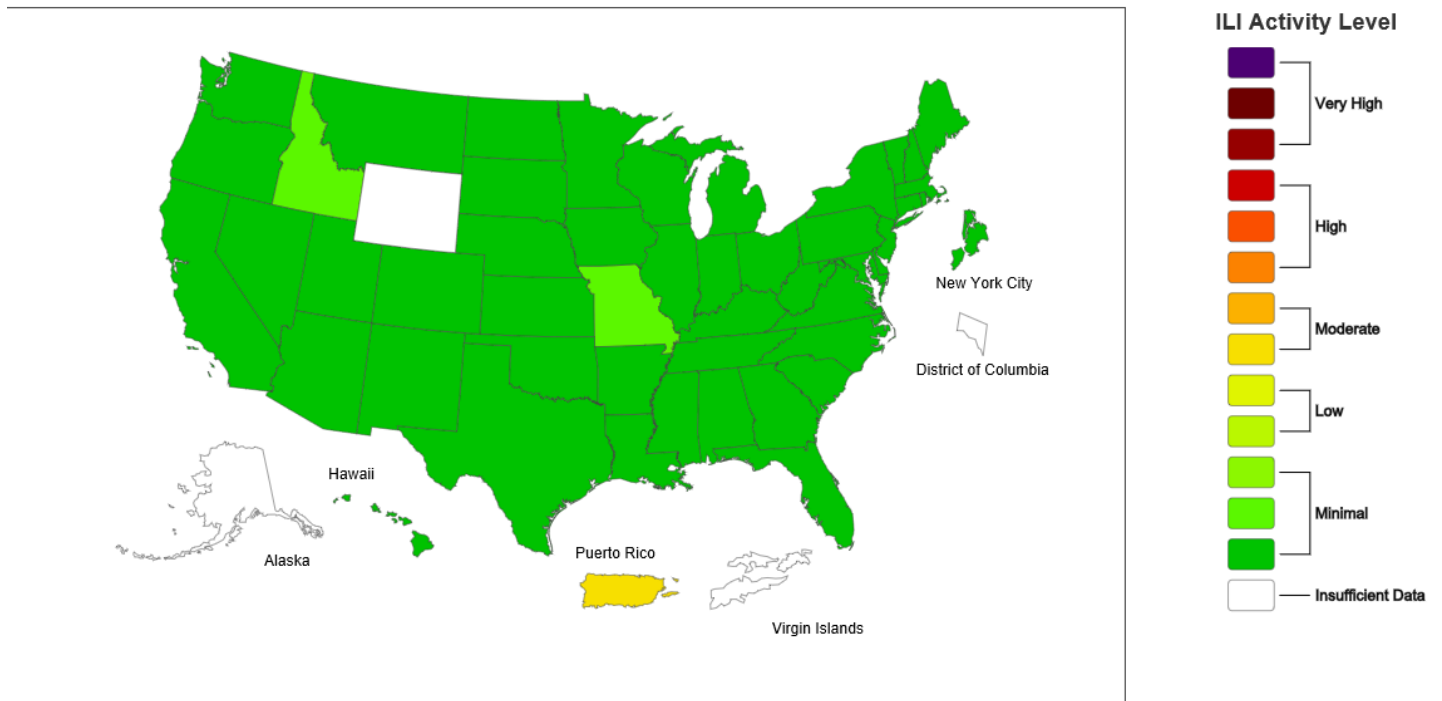 ILI Activity Level
Very High
High
Moderate
Low
Minimal
Insufficient Data
New York City
District of Columbia
Hawaii
Alaska
Puerto Rico
Virgin Islands